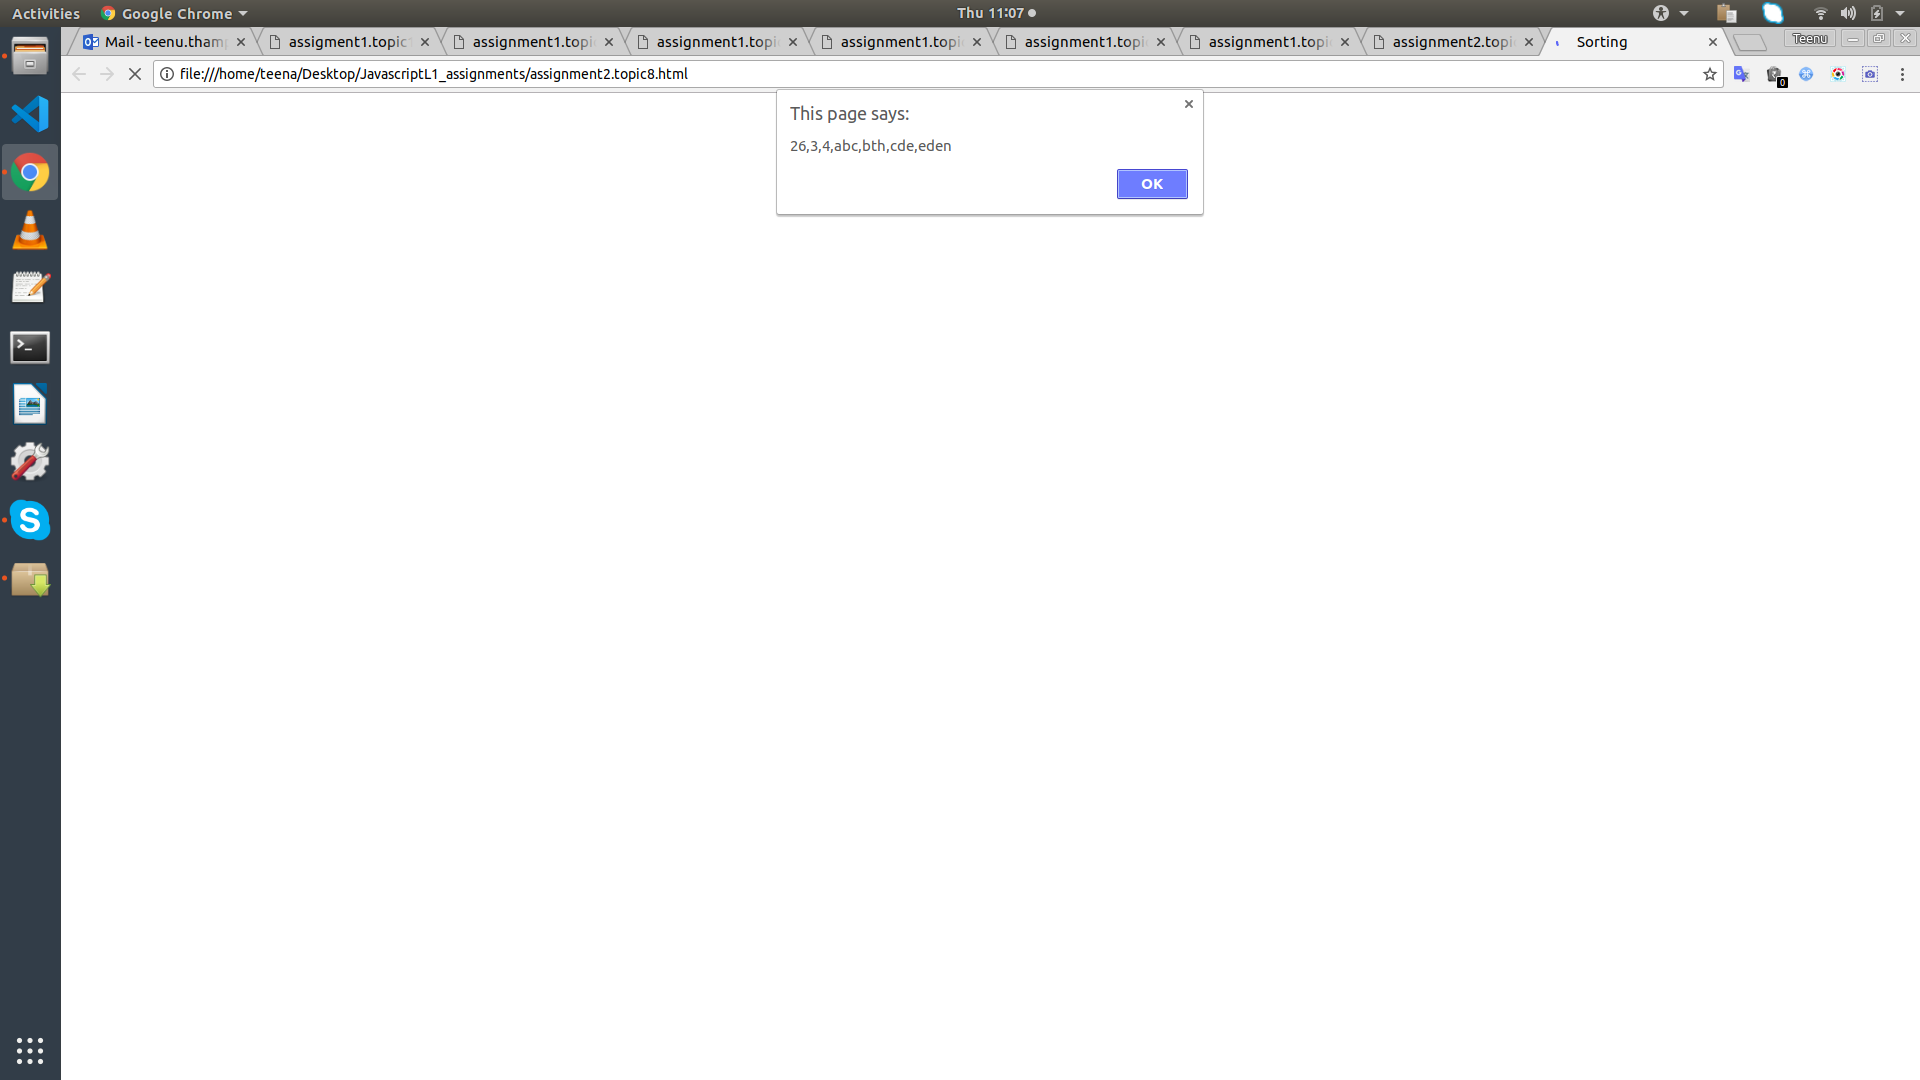 Activities Google Chrome Thu 11:07
Mail - teenu.tham assigment1.topic assignment1.topi assignment1.topi assignment1.topi assignment1.topi assignment1.topi assignment2.topi Sorting Teenu
file:///home/teena/Desktop/JavascriptL1_assignments/assignment2.topic8.html 0
This page says:
26,3,4,abc,bth,cde,eden
OK